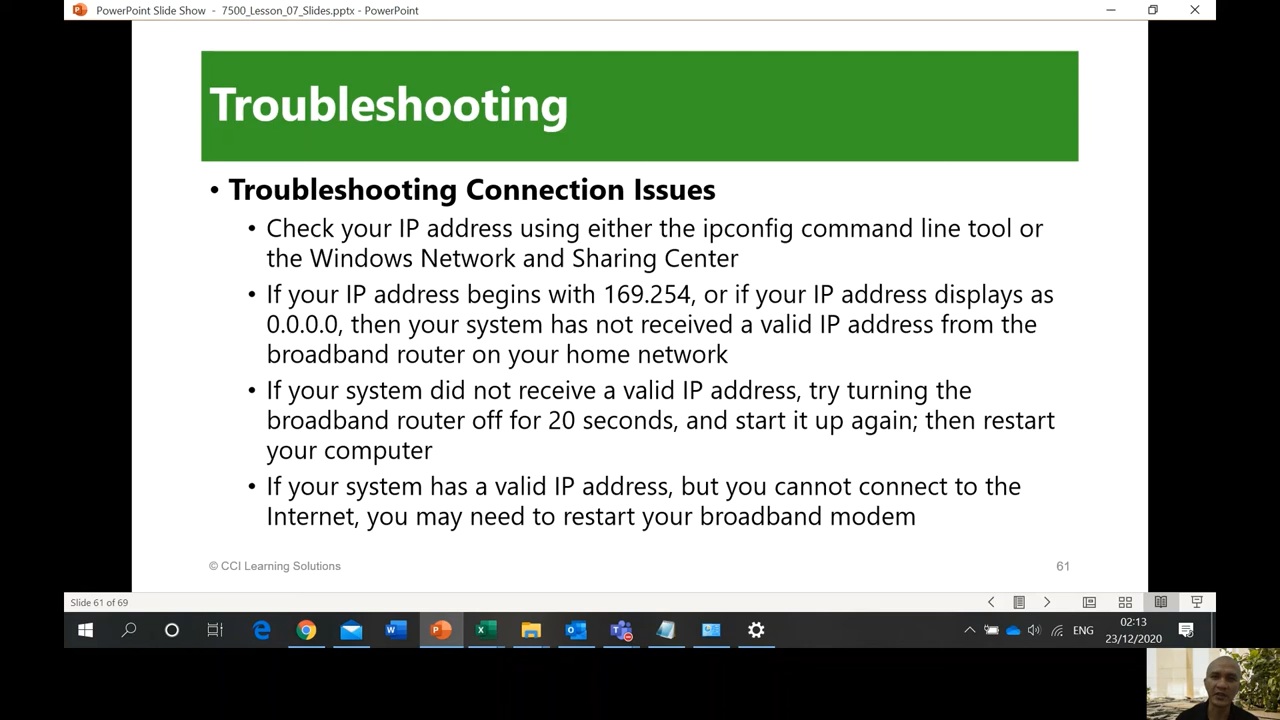 PowerPoint Slide Show - 7500_Lesson_07_Slides.pptx - PowerPoint
Troubleshooting
• Troubleshooting Connection Issues
• Check your IP address using either the ipconfig command line tool or
the Windows Network and Sharing Center
• If your IP address begins with 169.254, or if your IP address displays as
0.0.0.0, then your system has not received a valid IP address from the
broadband router on your home network
• If your system did not receive a valid IP address, try turning the
broadband router off for 20 seconds, and start it up again; then restart
your computer
• If your system has a valid IP address, but you cannot connect to the
Internet, you may need to restart your broadband modem
© CCI Learning Solutions
61
Slide 61 of 69
ENG
02:13
23/12/2020